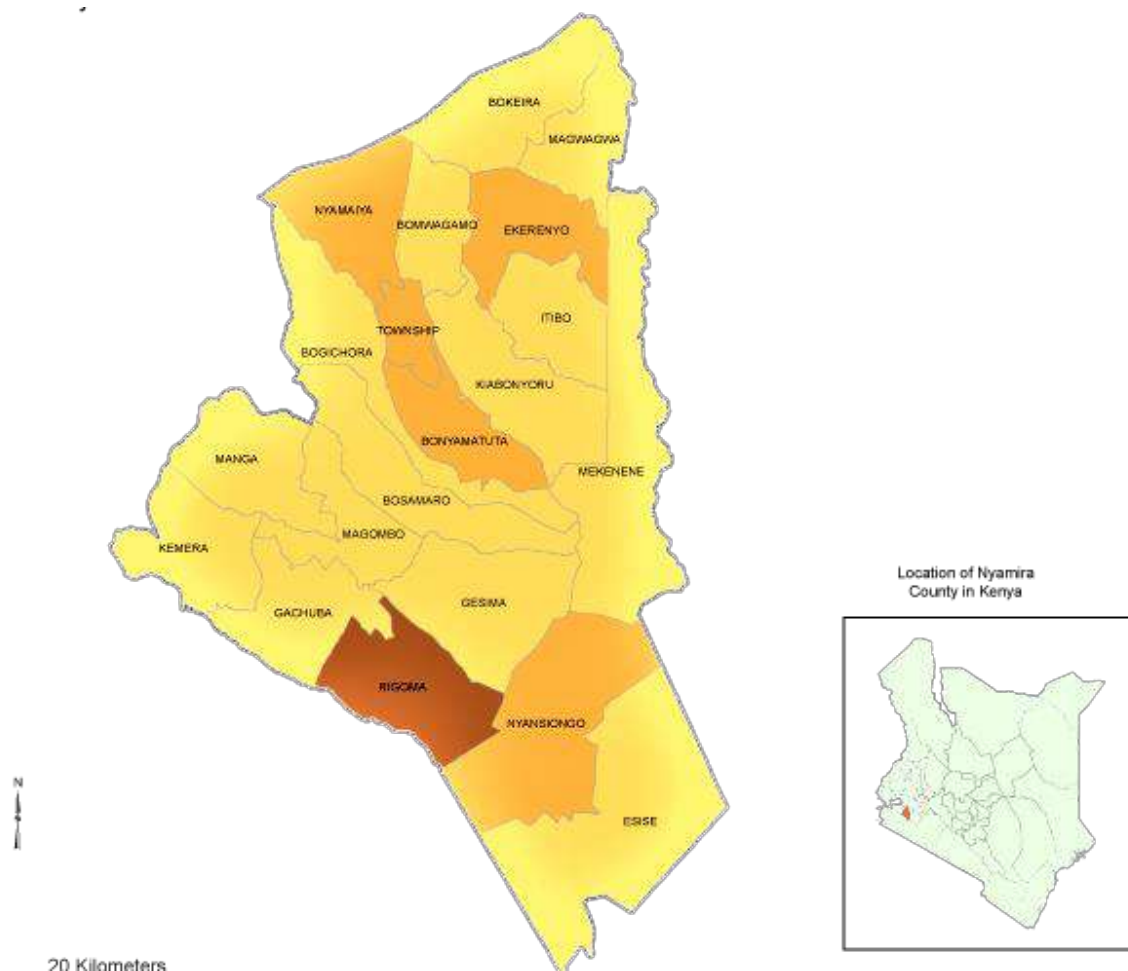 BOKEIRA
MAGWAGWA
NYAMAIYA
BOMWAGAMO
EKERENYO
ITIBO
TOWNSHIP
BOGICHORA
KIABONYORU
BONYAMATUTA
MANGA
MEKENENE
BOSAMARO
MAGOMBO
KEMERA
GESIMA
GACHUBA
RIGOMA
NYANSIONGO
ESISE
Location of Nyamira
County in Kenya
N
20 Kilometers